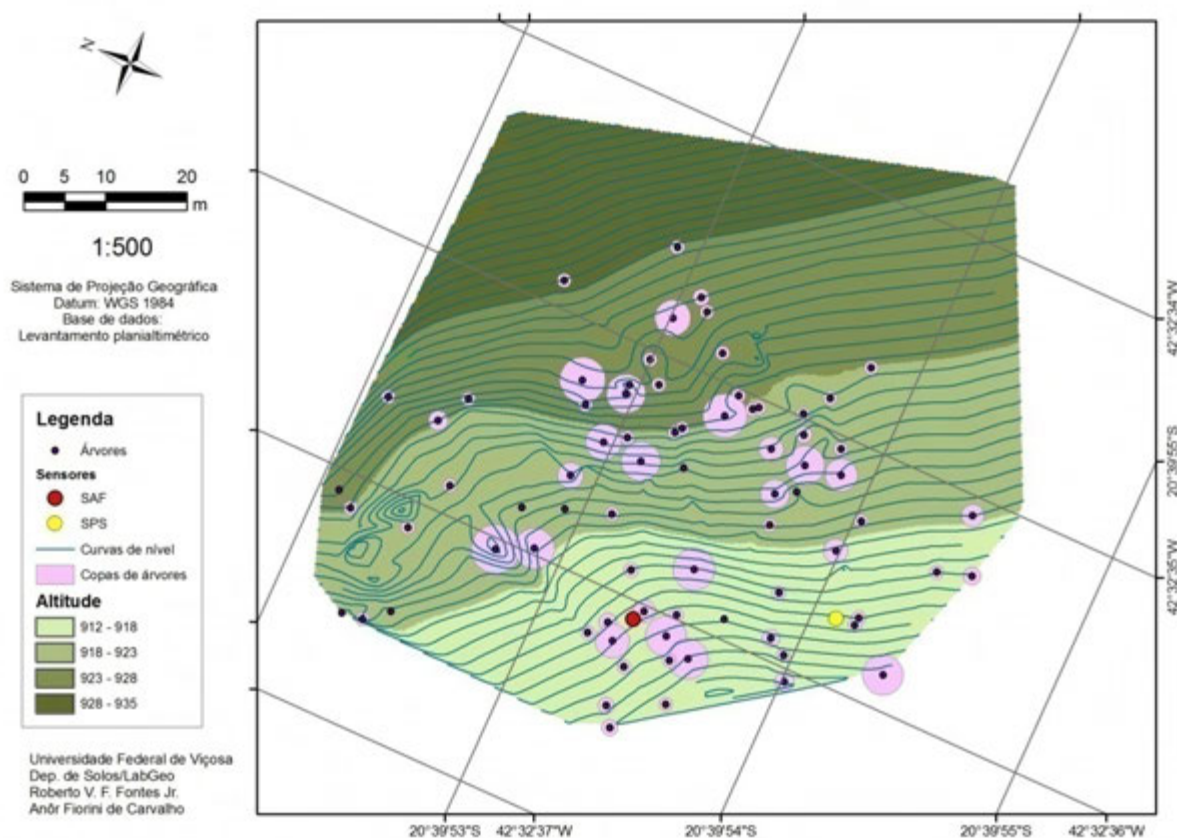 N
0 5 10 20
m
1:500
Sistema de Projeção Geográfica
Datum: WGS 1984
Base de dados:
Levantamento planialtimétrico
Legenda
Árvores
Sensores
SAF
SPS
Curvas de nível
Copas de árvores
Altitude
912 - 918
918 - 923
923 - 928
928 - 935
Universidade Federal de Viçosa
Dep. de Solos/LabGeo
Roberto V. F. Fontes Jr.
Anôr Fiorini de Carvalho
42°32'34"W
20°39'55"S
42°32'35"W
20°39'53"S 42°32'37"W 20°39'54"S 20°39'55"S 42°32'36"W